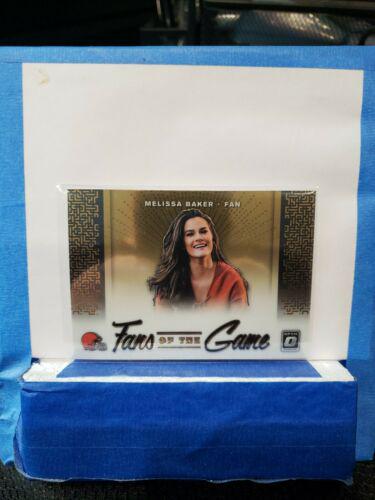 MELISSA BAKER • FAN
Fans OF THE Game